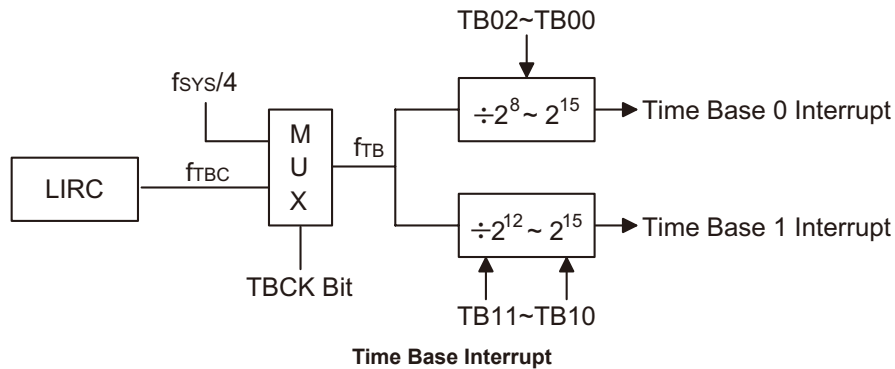 TB02~TB00
fSYS/4
÷2^8 ~ 2^15
Time Base 0 Interrupt
M
U
X
fTB
LIRC
fTBC
÷2^12 ~ 2^15
Time Base 1 Interrupt
TBCK Bit
TB11~TB10
Time Base Interrupt